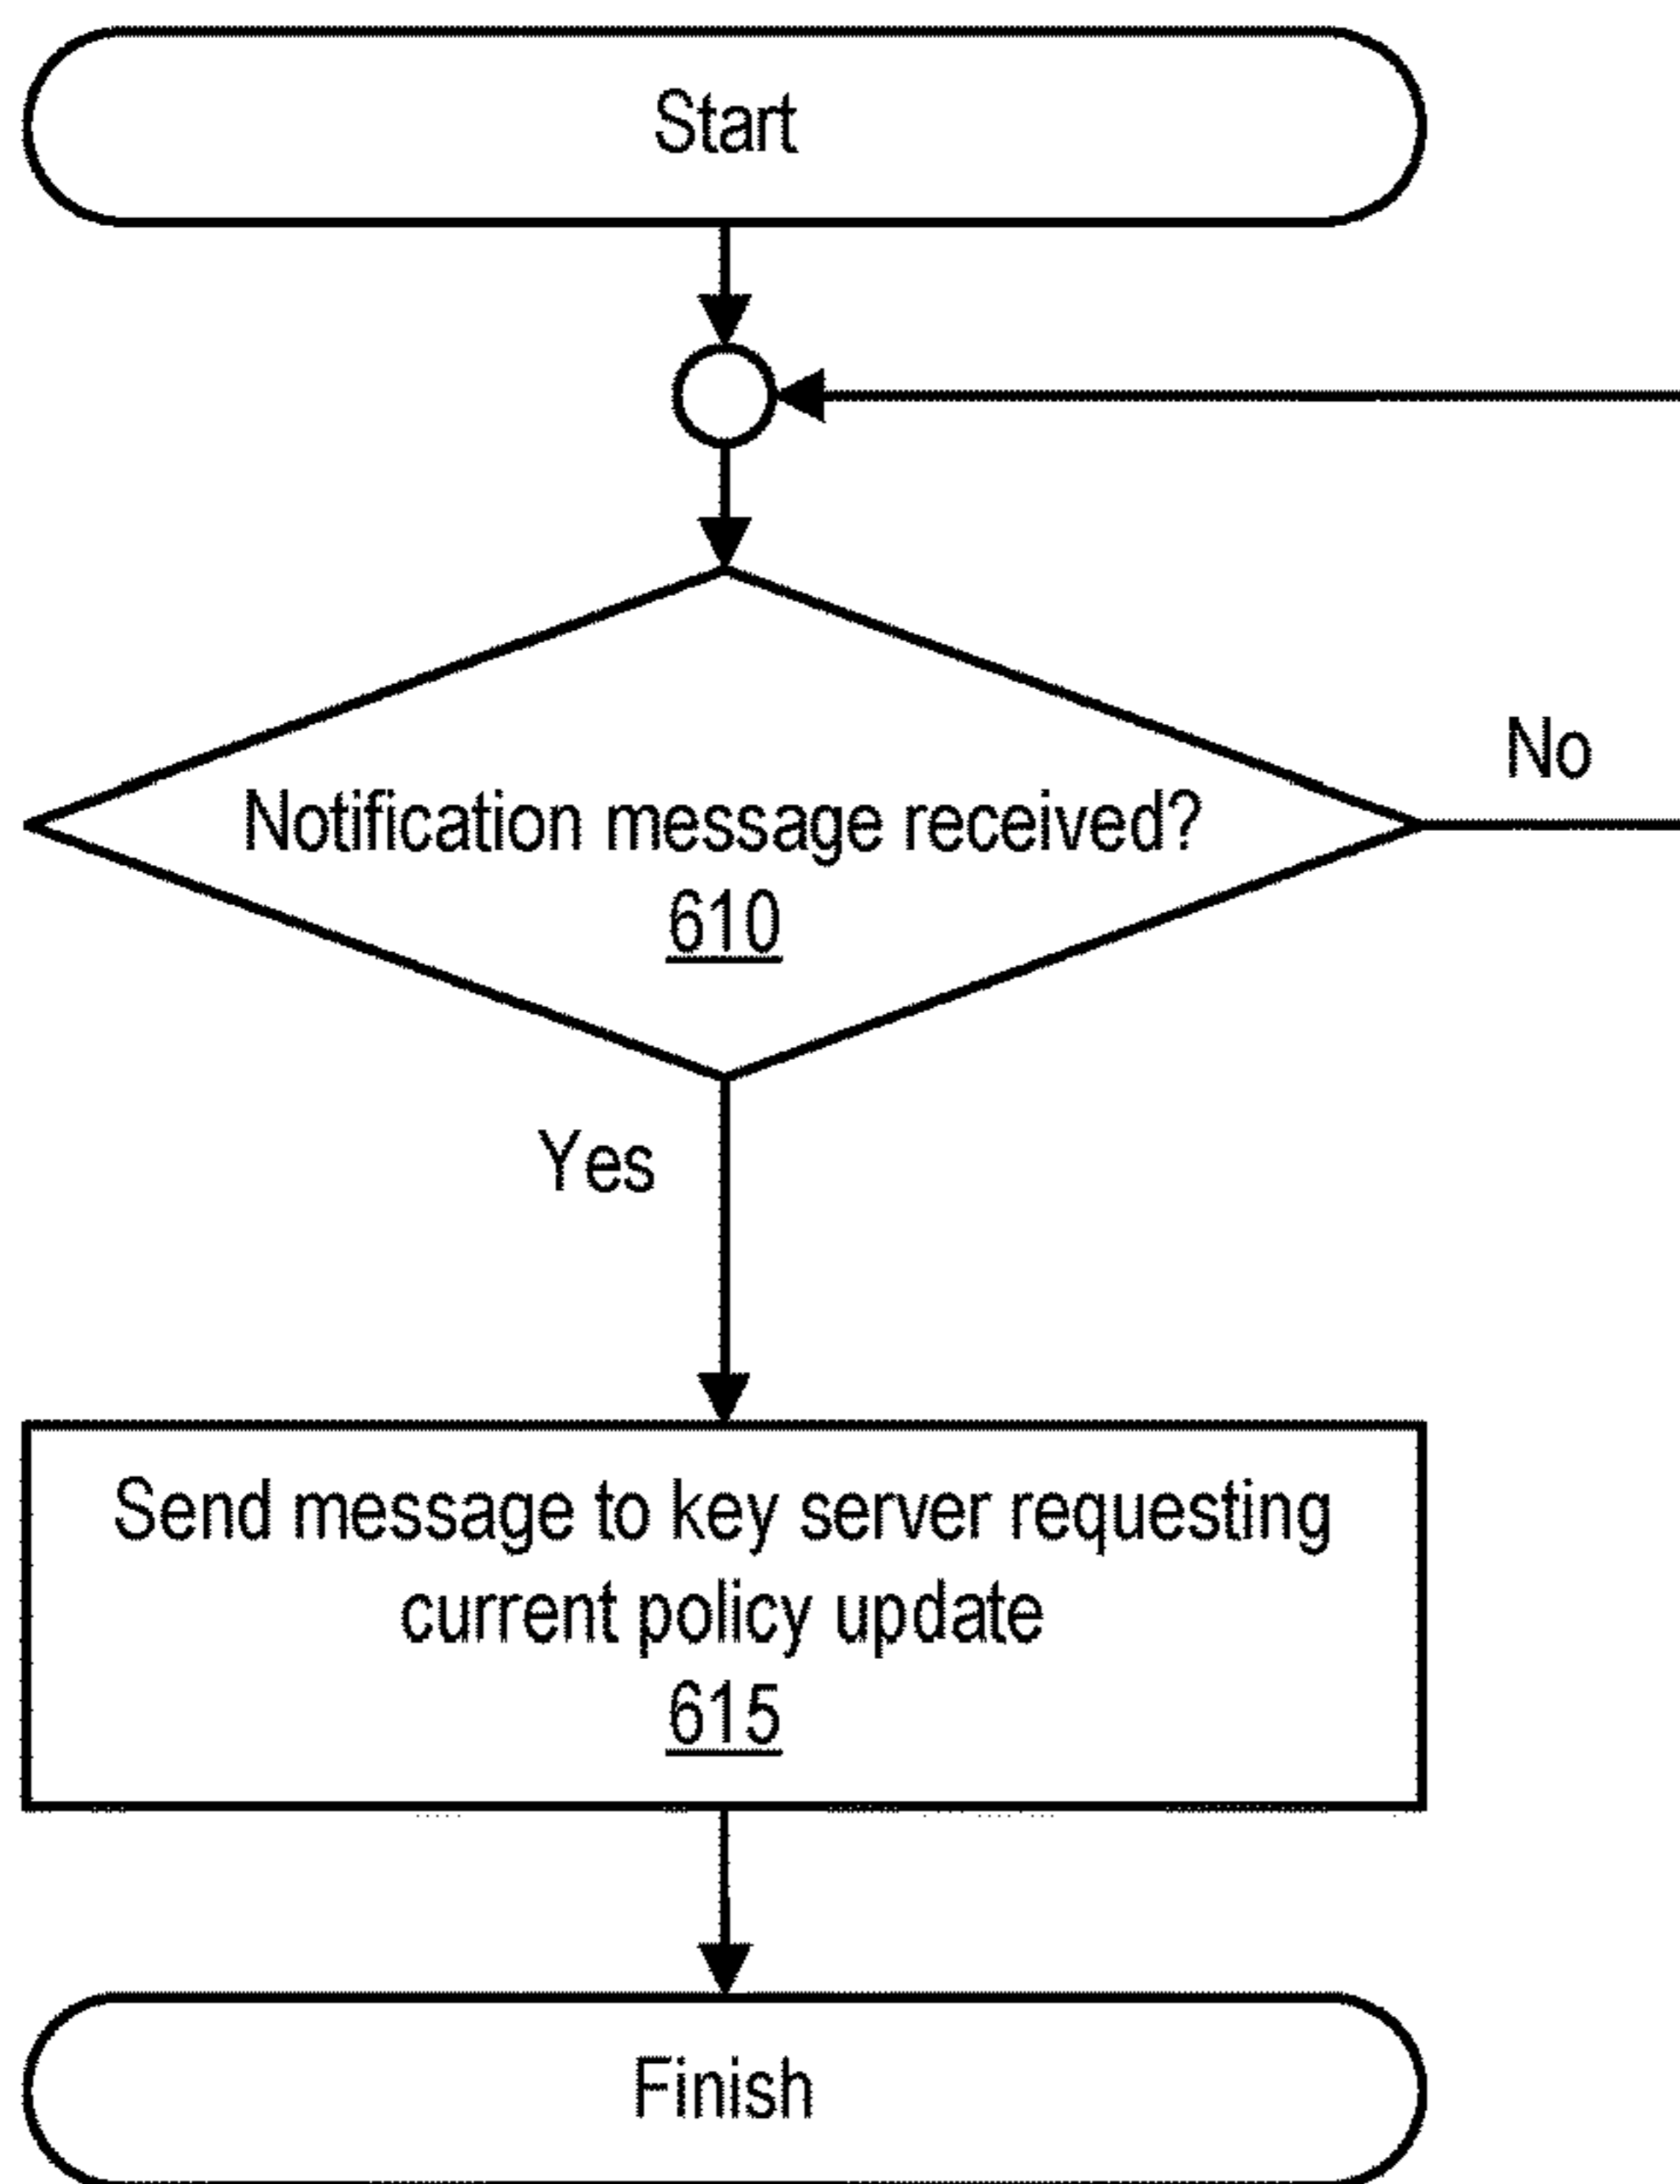 Start
Notification message received?
610
No
Yes
Send message to key server requesting
current policy update
615
Finish